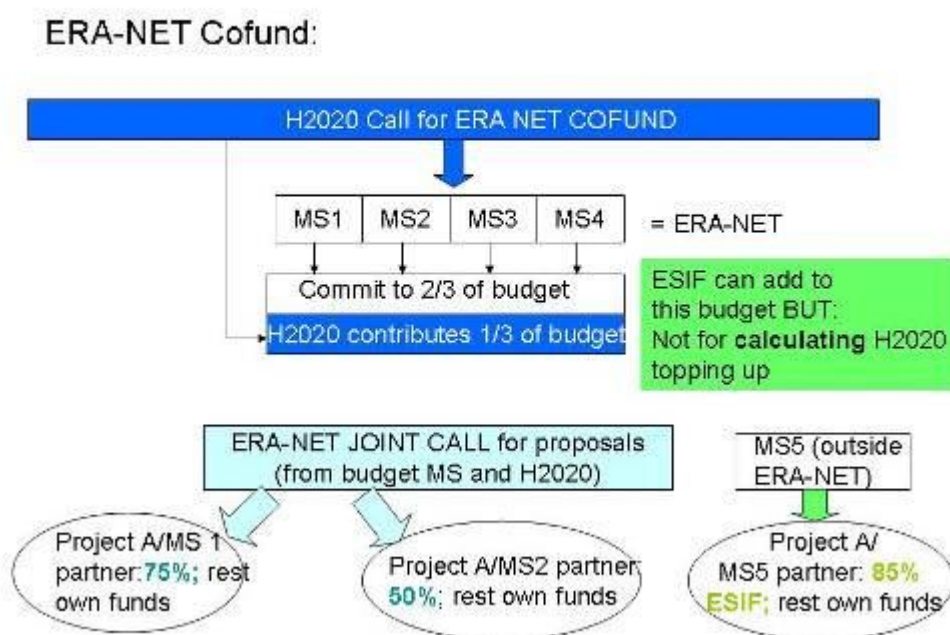 ERA-NET Cofund:
H2020 Call for ERA NET COFUND
MS1 MS2 MS3 MS4
= ERA-NET
Commit to 2/3 of budget
H2020 contributes 1/3 of budget
ESIF can add to
this budget BUT:
Not for calculating H2020
topping up
ERA-NET JOINT CALL for proposals
(from budget MS and H2020)
MS5 (outside
ERA-NET)
Project A/MS 1
partner:75%; rest
own funds
Project A/MS2 partner:
50%; rest own funds
Project A/
MS5 partner: 85%
ESIF; rest own funds